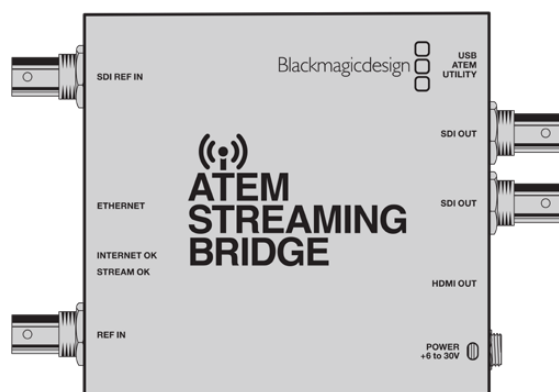 Blackmagicdesign
USB
ATEM
UTILITY
SDI REF IN
SDI OUT
ATEM
STREAMING
BRIDGE
ETHERNET
SDI OUT
INTERNET OK
STREAM OK
HDMI OUT
REF IN
POWER
+6 to 30V